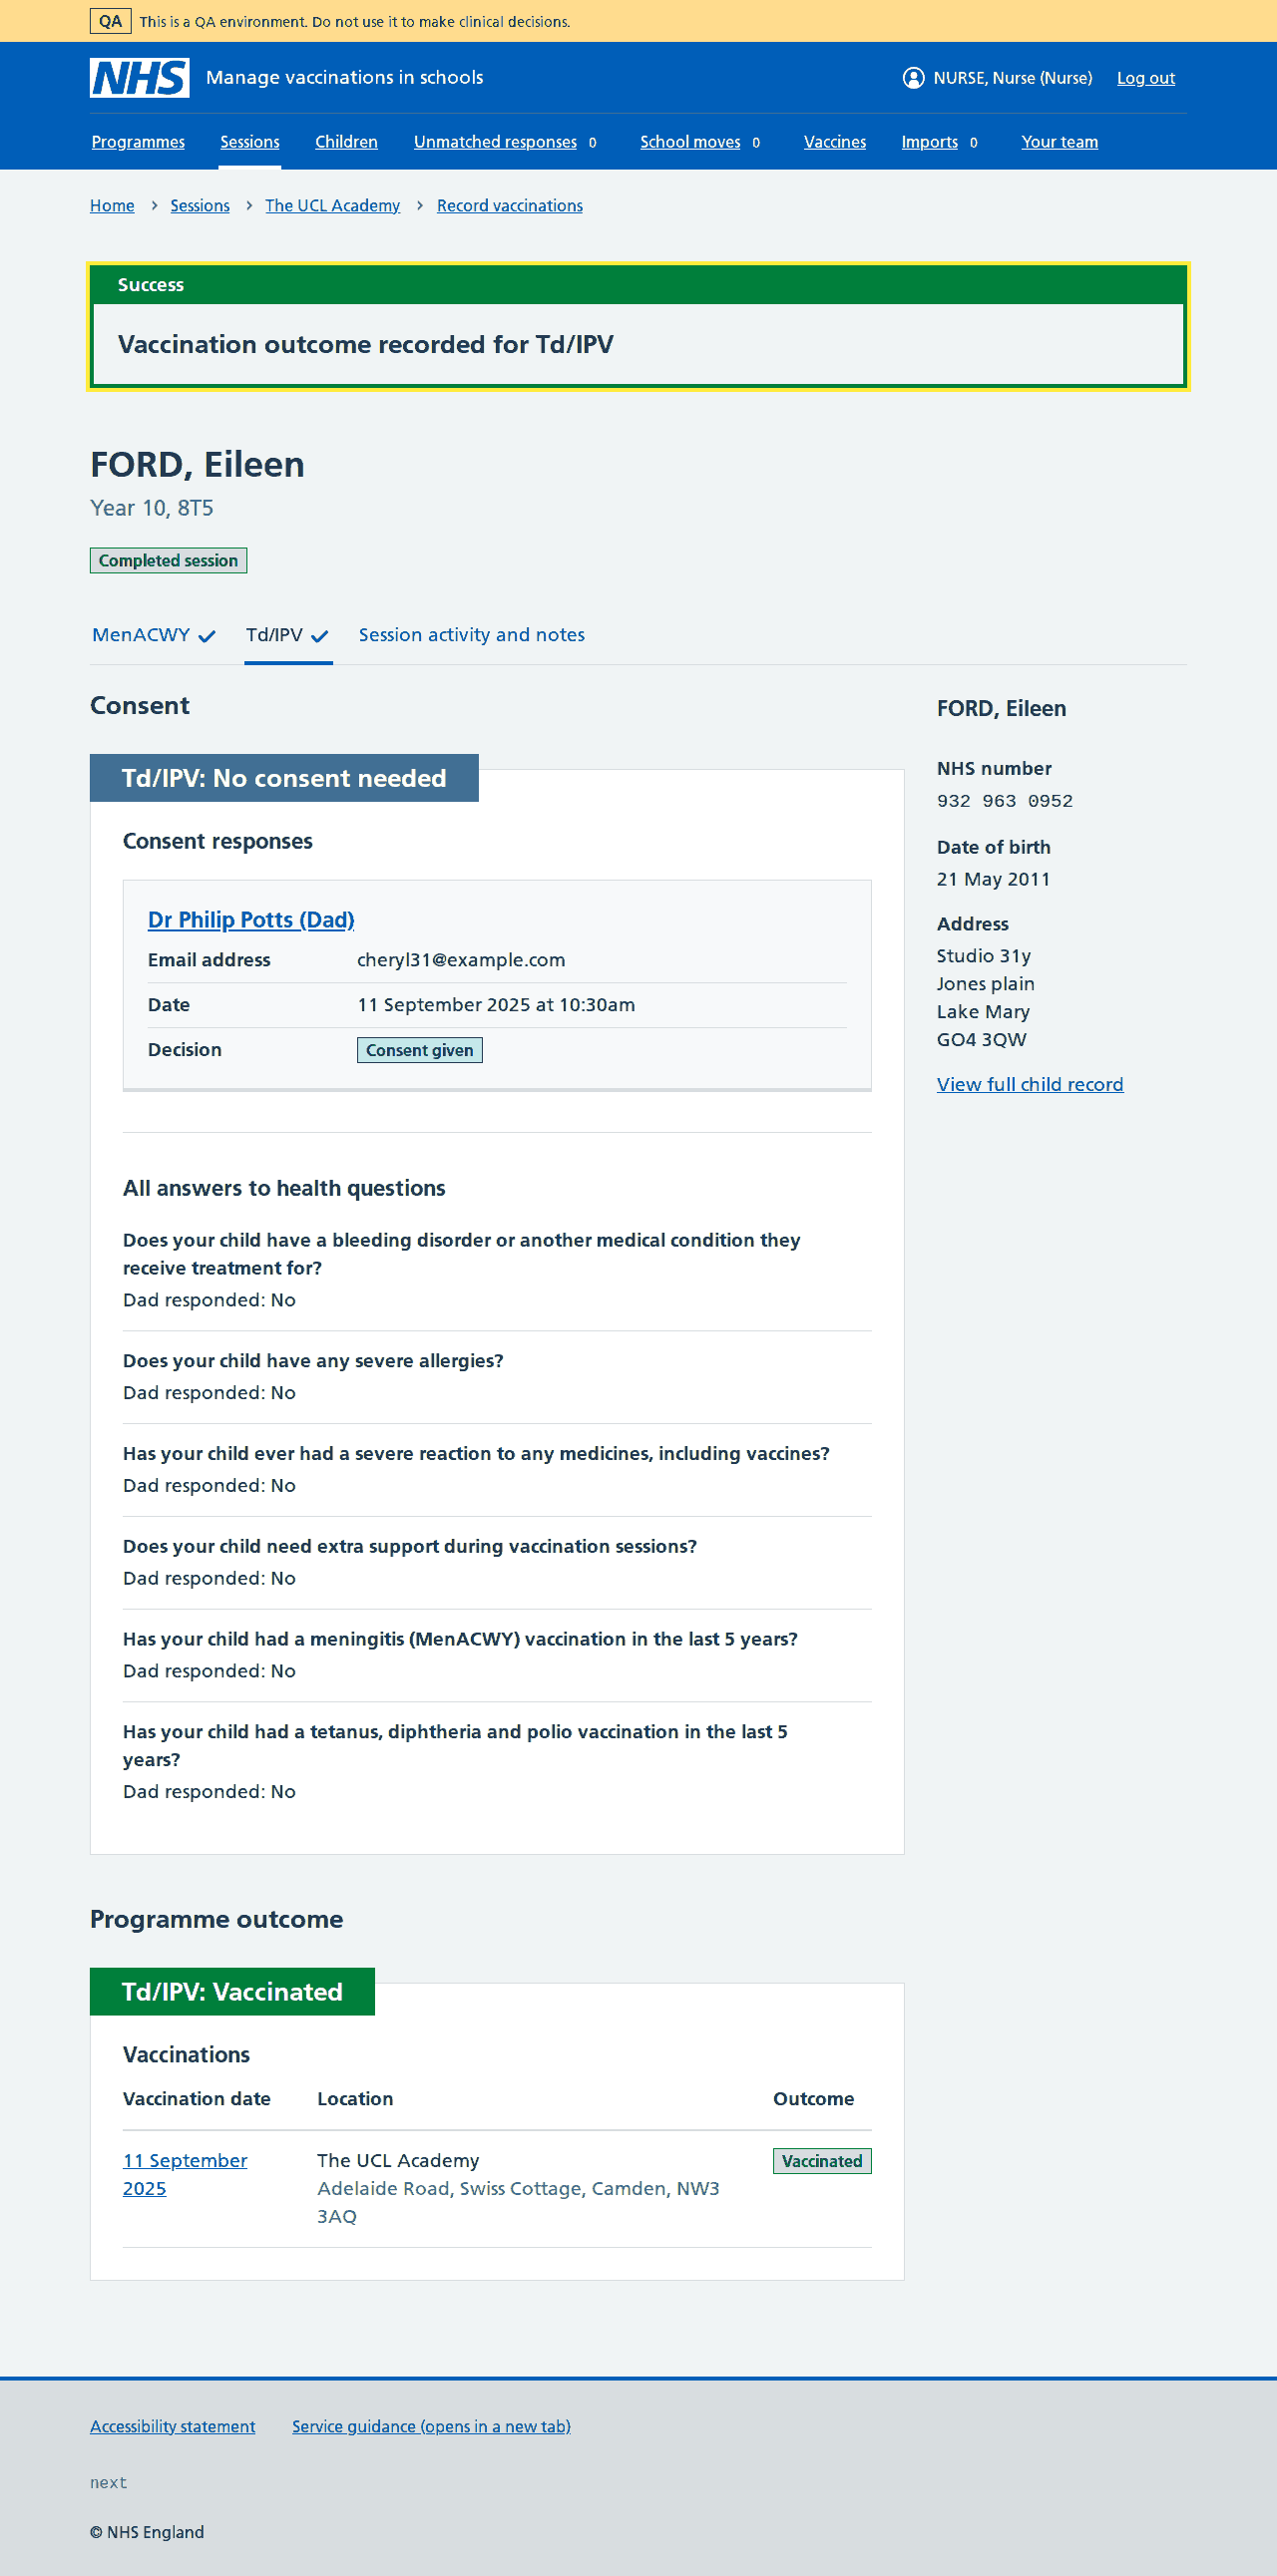 QA This is a QA environment. Do not use it to make clinical decisions.
NHS Manage vaccinations in schools NURSE, Nurse (Nurse) Log out
Programmes Sessions Children Unmatched responses 0 School moves 0 Vaccines Imports 0 Your team
Home › Sessions › The UCL Academy › Record vaccinations
Success
Vaccination outcome recorded for Td/IPV
FORD, Eileen
Year 10, 8T5
Completed session
MenACWY Td/IPV Session activity and notes
Consent
Td/IPV: No consent needed
Consent responses
Dr Philip Potts (Dad)
Email address cheryl31@example.com
Date 11 September 2025 at 10:30am
Decision Consent given
All answers to health questions
Does your child have a bleeding disorder or another medical condition they
receive treatment for?
Dad responded: No
Does your child have any severe allergies?
Dad responded: No
Has your child ever had a severe reaction to any medicines, including vaccines?
Dad responded: No
Does your child need extra support during vaccination sessions?
Dad responded: No
Has your child had a meningitis (MenACWY) vaccination in the last 5 years?
Dad responded: No
Has your child had a tetanus, diphtheria and polio vaccination in the last 5
years?
Dad responded: No
FORD, Eileen
NHS number
932 963 0952
Date of birth
21 May 2011
Address
Studio 31y
Jones plain
Lake Mary
GO4 3QW
View full child record
Programme outcome
Td/IPV: Vaccinated
Vaccinations
Vaccination date Location Outcome
11 September The UCL Academy Vaccinated
2025 Adelaide Road, Swiss Cottage, Camden, NW3
3AQ
Accessibility statement Service guidance (opens in a new tab)
next
© NHS England